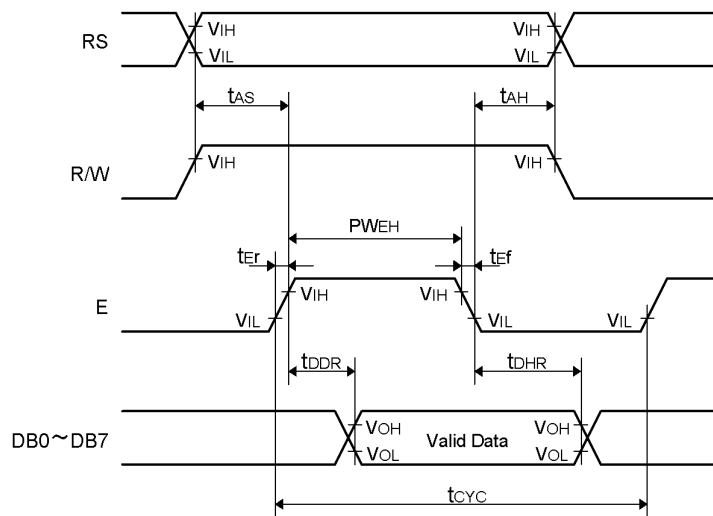 RS
VIH
VIH
VIL
VIL
tAS
tAH
R/W
VIH
VIH
PWEH
tEr
tEf
E
VIH
VIH
VIL
VIL
VIL
tDDR
tDHR
DB0～DB7
VOH
VOH
Valid Data
VOL
VOL
tCYC